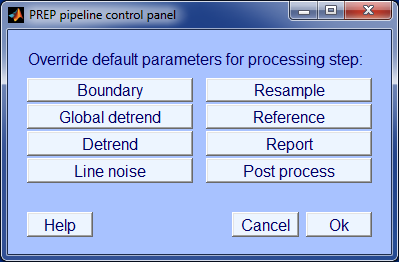 PREP pipeline control panel
Override default parameters for processing step:
Boundary Resample
Global detrend Reference
Detrend Report
Line noise Post process
Help Cancel Ok